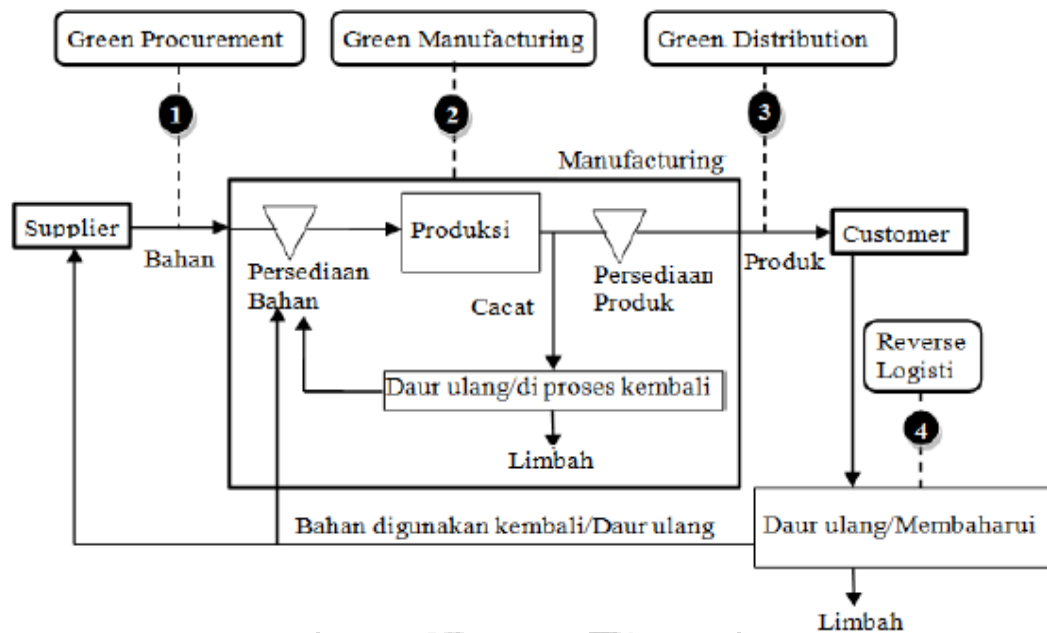 Green Procurement
Green Manufacturing
Green Distribution
1
2
3
Manufacturing
Supplier
Bahan
Persediaan
Bahan
Produksi
Cacat
Persediaan
Produk
Produk
Customer
Reverse
Logisti
4
Daur ulang/di proses kembali
Limbah
Bahan digunakan kembali/Daur ulang
Daur ulang/Membaharui
Limbah